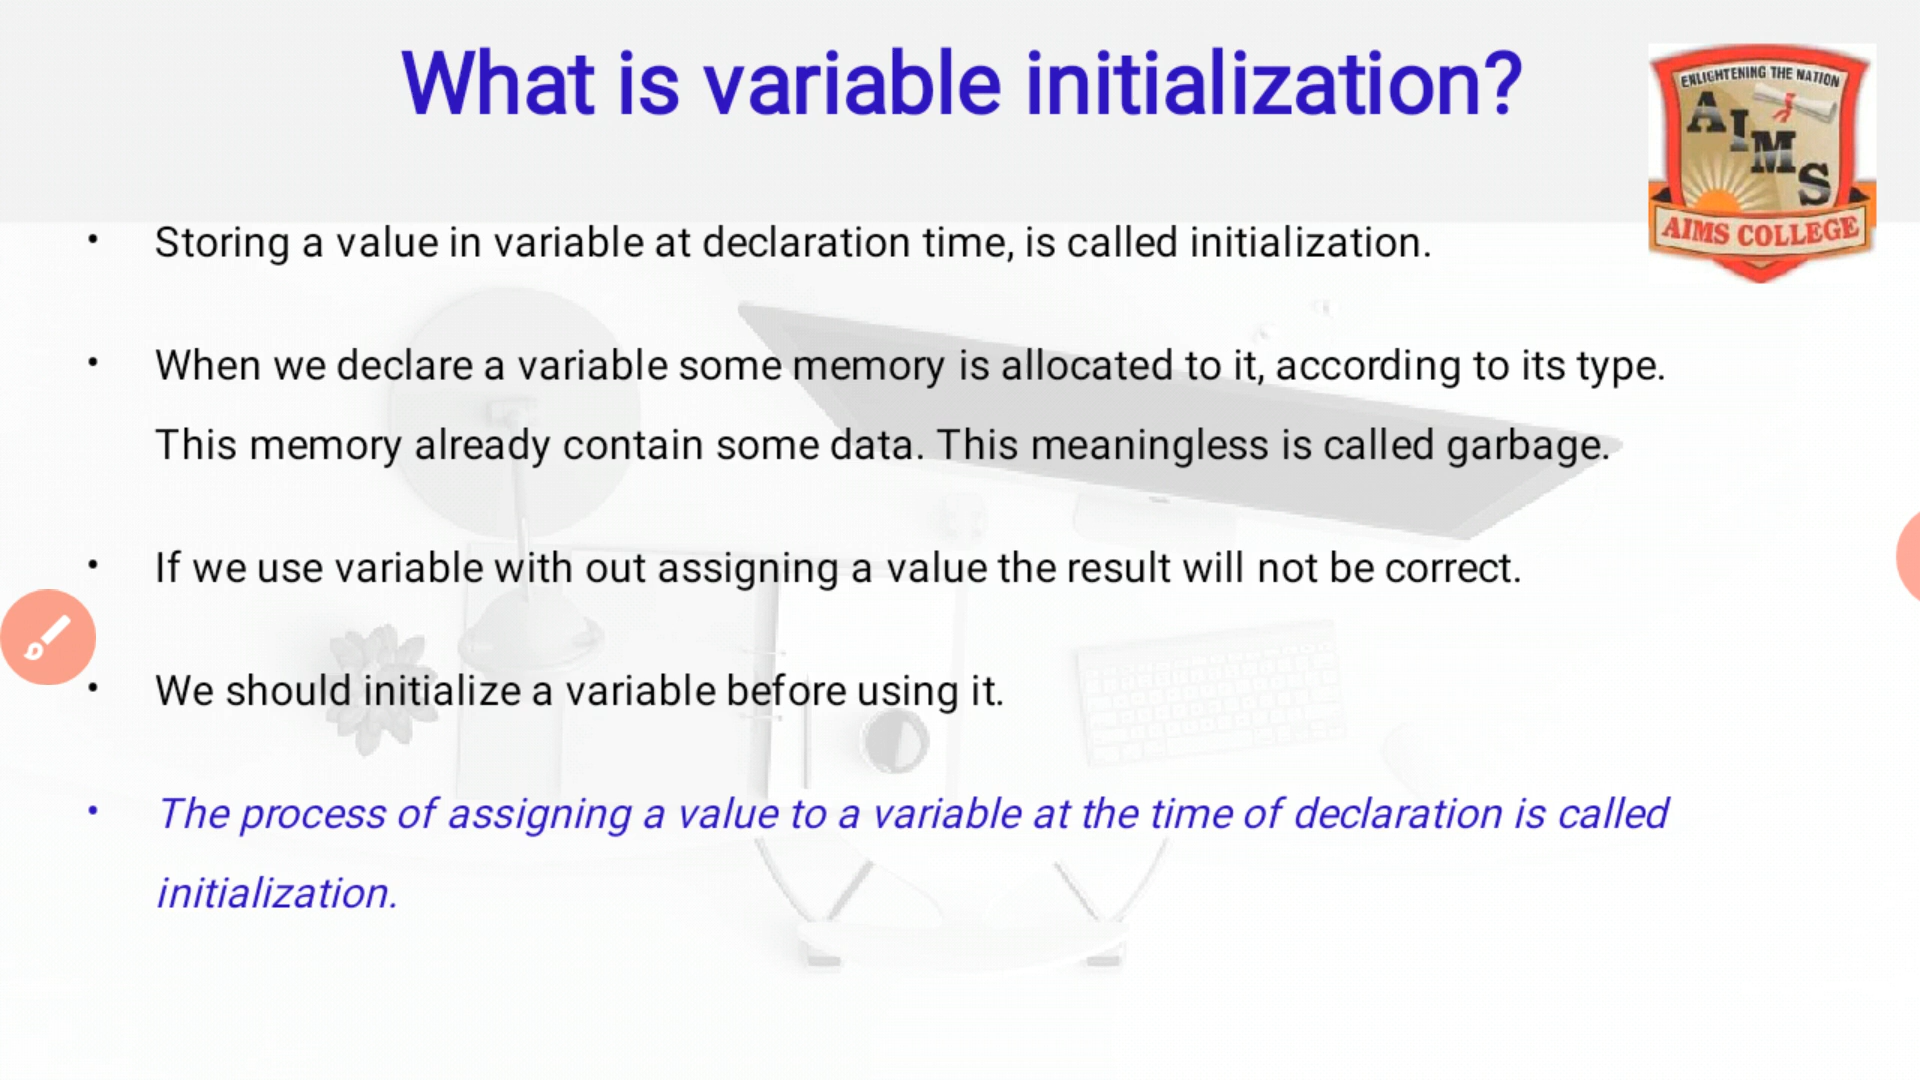 What is variable initialization?
ENLIGHTENING THE NATION
AIMS
AIMS COLLEGE
• Storing a value in variable at declaration time, is called initialization.
• When we declare a variable some memory is allocated to it, according to its type.
This memory already contain some data. This meaningless is called garbage.
• If we use variable with out assigning a value the result will not be correct.
• We should initialize a variable before using it.
• The process of assigning a value to a variable at the time of declaration is called
initialization.